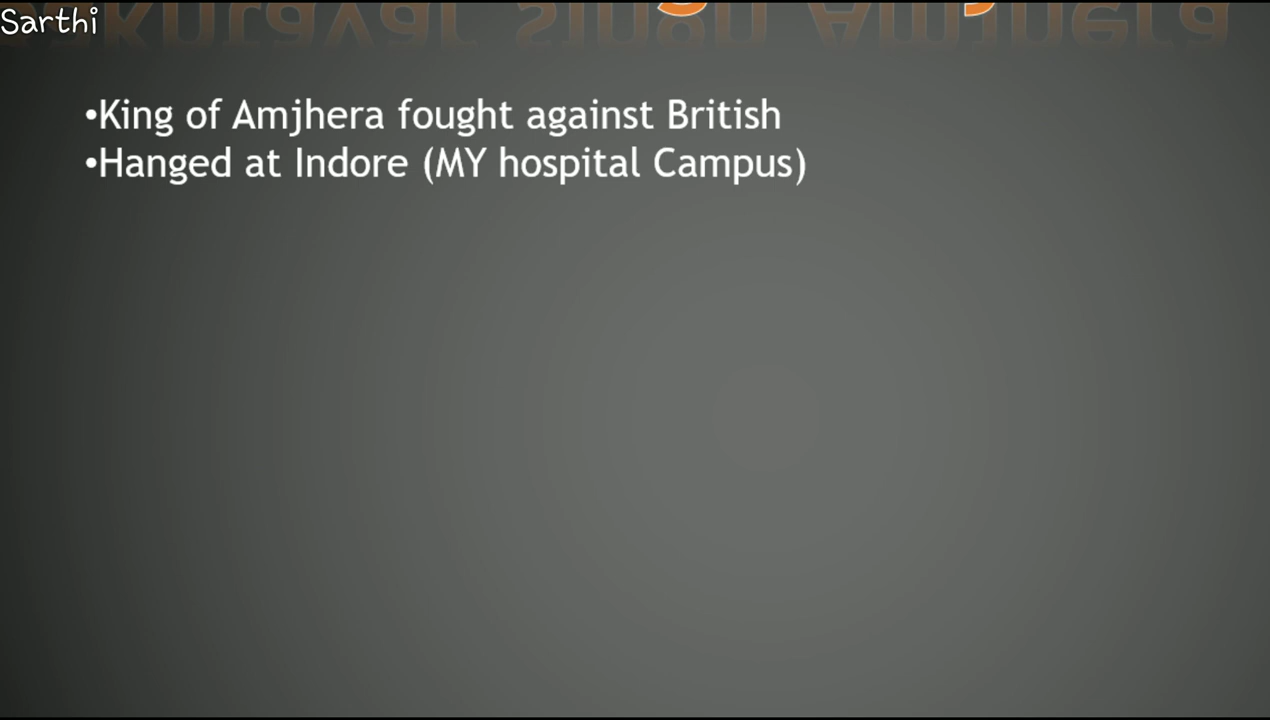 Sarthi
•King of Amjhera fought against British
•Hanged at Indore (MY hospital Campus)